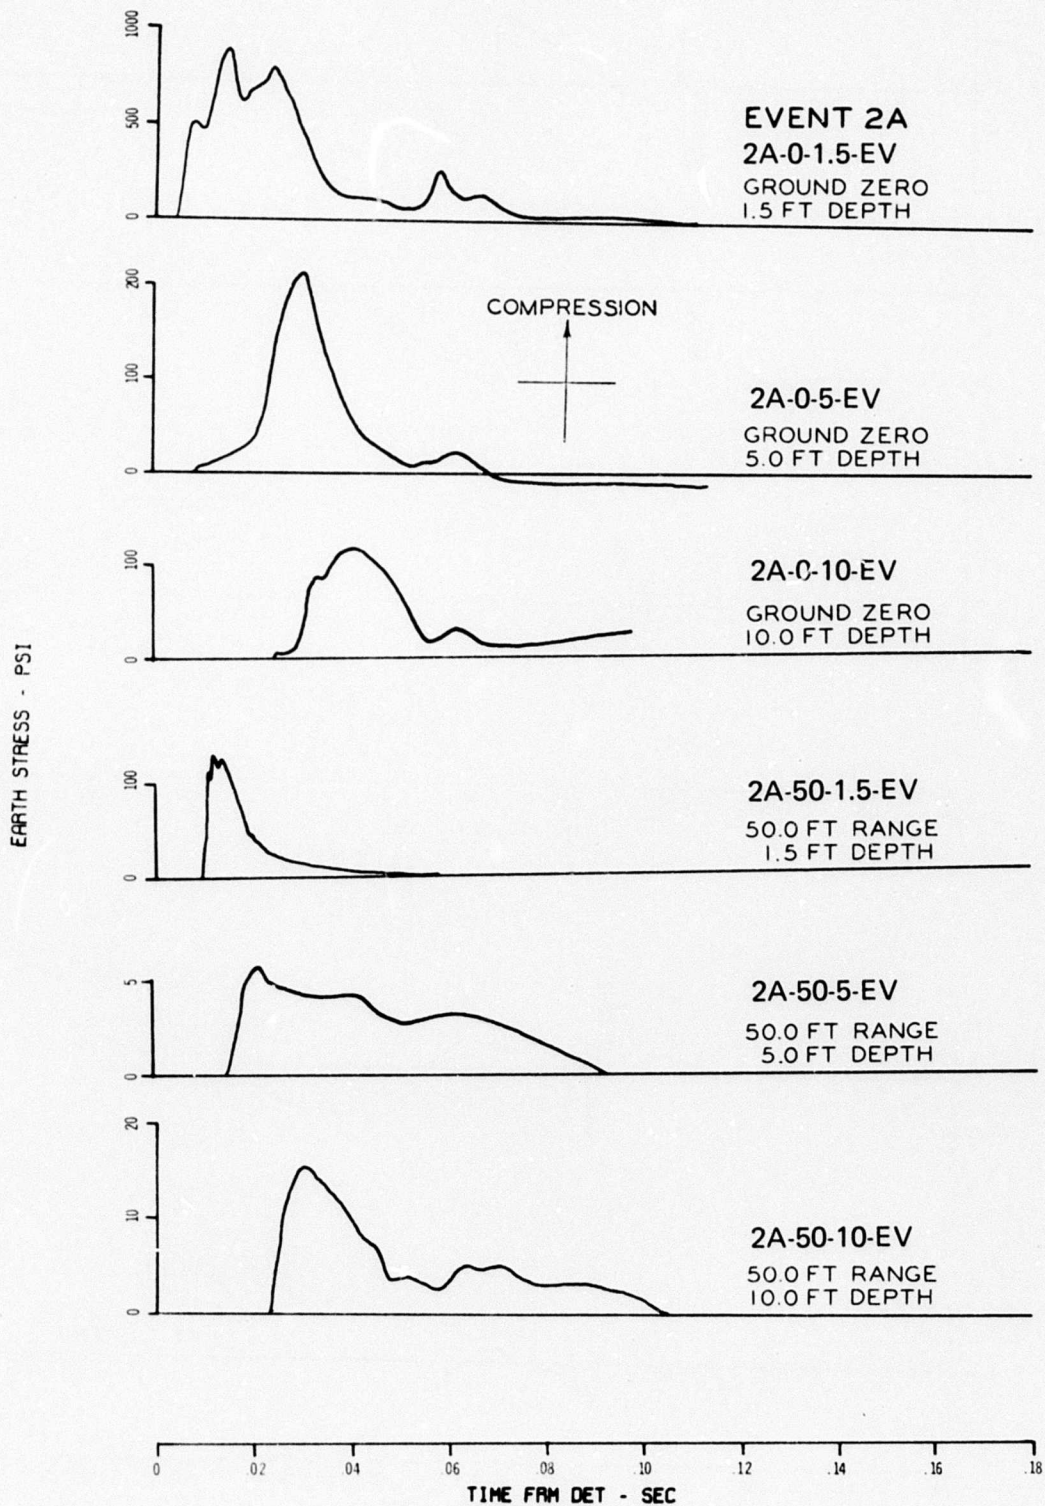 1000
500
0
EVENT 2A
2A-0-1.5-EV
GROUND ZERO
1.5 FT DEPTH
200
100
0
COMPRESSION
2A-0-5-EV
GROUND ZERO
5.0 FT DEPTH
100
0
2A-0-10-EV
GROUND ZERO
10.0 FT DEPTH
EARTH STRESS - PSI
100
0
2A-50-1.5-EV
50.0 FT RANGE
1.5 FT DEPTH
5
0
2A-50-5-EV
50.0 FT RANGE
5.0 FT DEPTH
20
10
0
2A-50-10-EV
50.0 FT RANGE
10.0 FT DEPTH
0 .02 .04 .06 .08 .10 .12 .14 .16 .18
TIME FRM DET - SEC